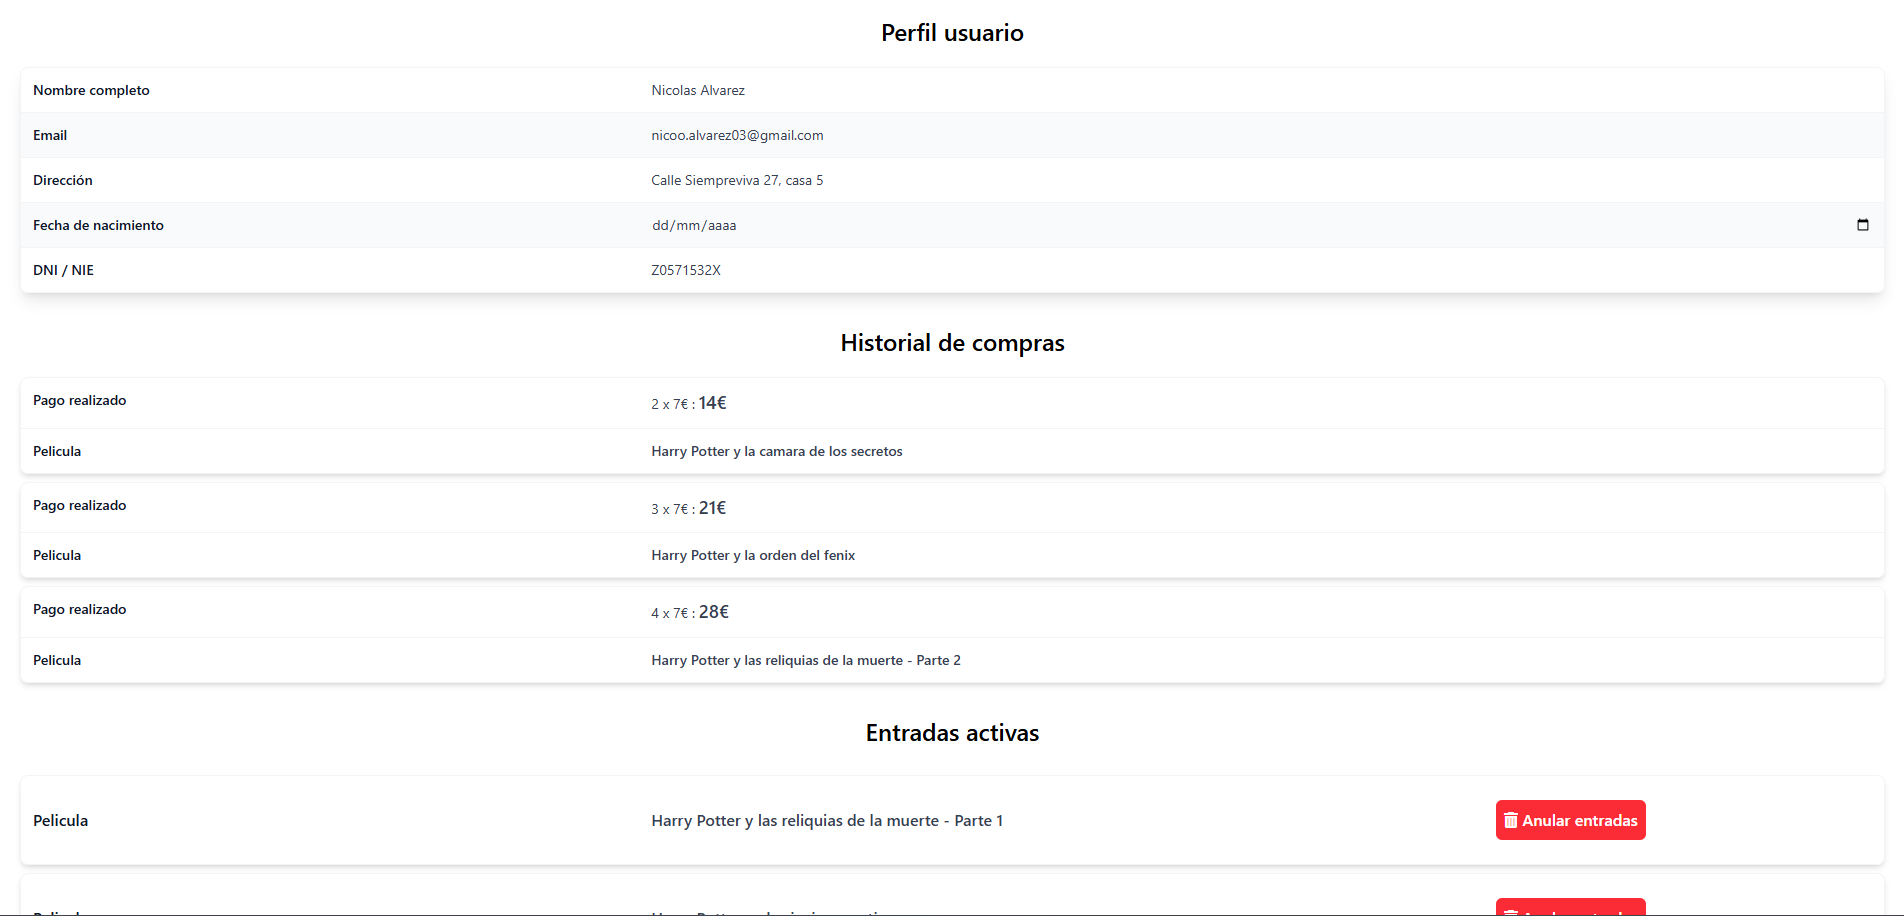 Perfil usuario
Nombre completo Nicolas Alvarez
Email nicoo.alvarez03@gmail.com
Dirección Calle Siempreviva 27, casa 5
Fecha de nacimiento dd/mm/aaaa
DNI / NIE Z0571532X
Historial de compras
Pago realizado 2 x 7€ : 14€
Pelicula Harry Potter y la camara de los secretos
Pago realizado 3 x 7€ : 21€
Pelicula Harry Potter y la orden del fenix
Pago realizado 4 x 7€ : 28€
Pelicula Harry Potter y las reliquias de la muerte - Parte 2
Entradas activas
Pelicula Harry Potter y las reliquias de la muerte - Parte 1 Anular entradas